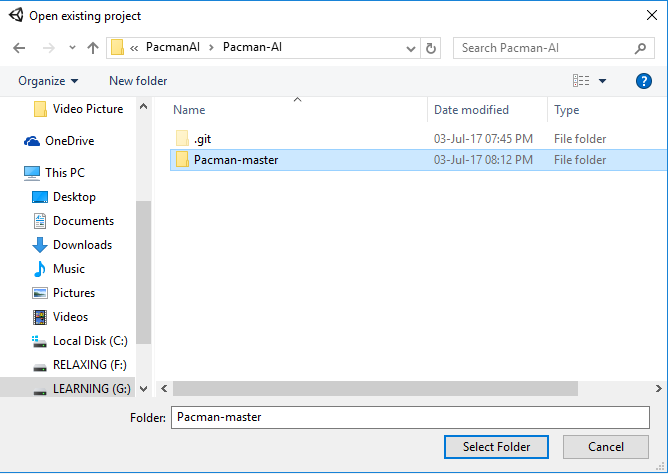 Open existing project
« PacmanAI > Pacman-AI
Search Pacman-AI
Organize
New folder
?
Name Date modified Type
.git 03-Jul-17 07:45 PM File folder
Pacman-master 03-Jul-17 08:12 PM File folder
Video Picture
OneDrive
This PC
Desktop
Documents
Downloads
Music
Pictures
Videos
Local Disk (C:)
RELAXING (F:)
LEARNING (G:)
Folder: Pacman-master
Select Folder
Cancel